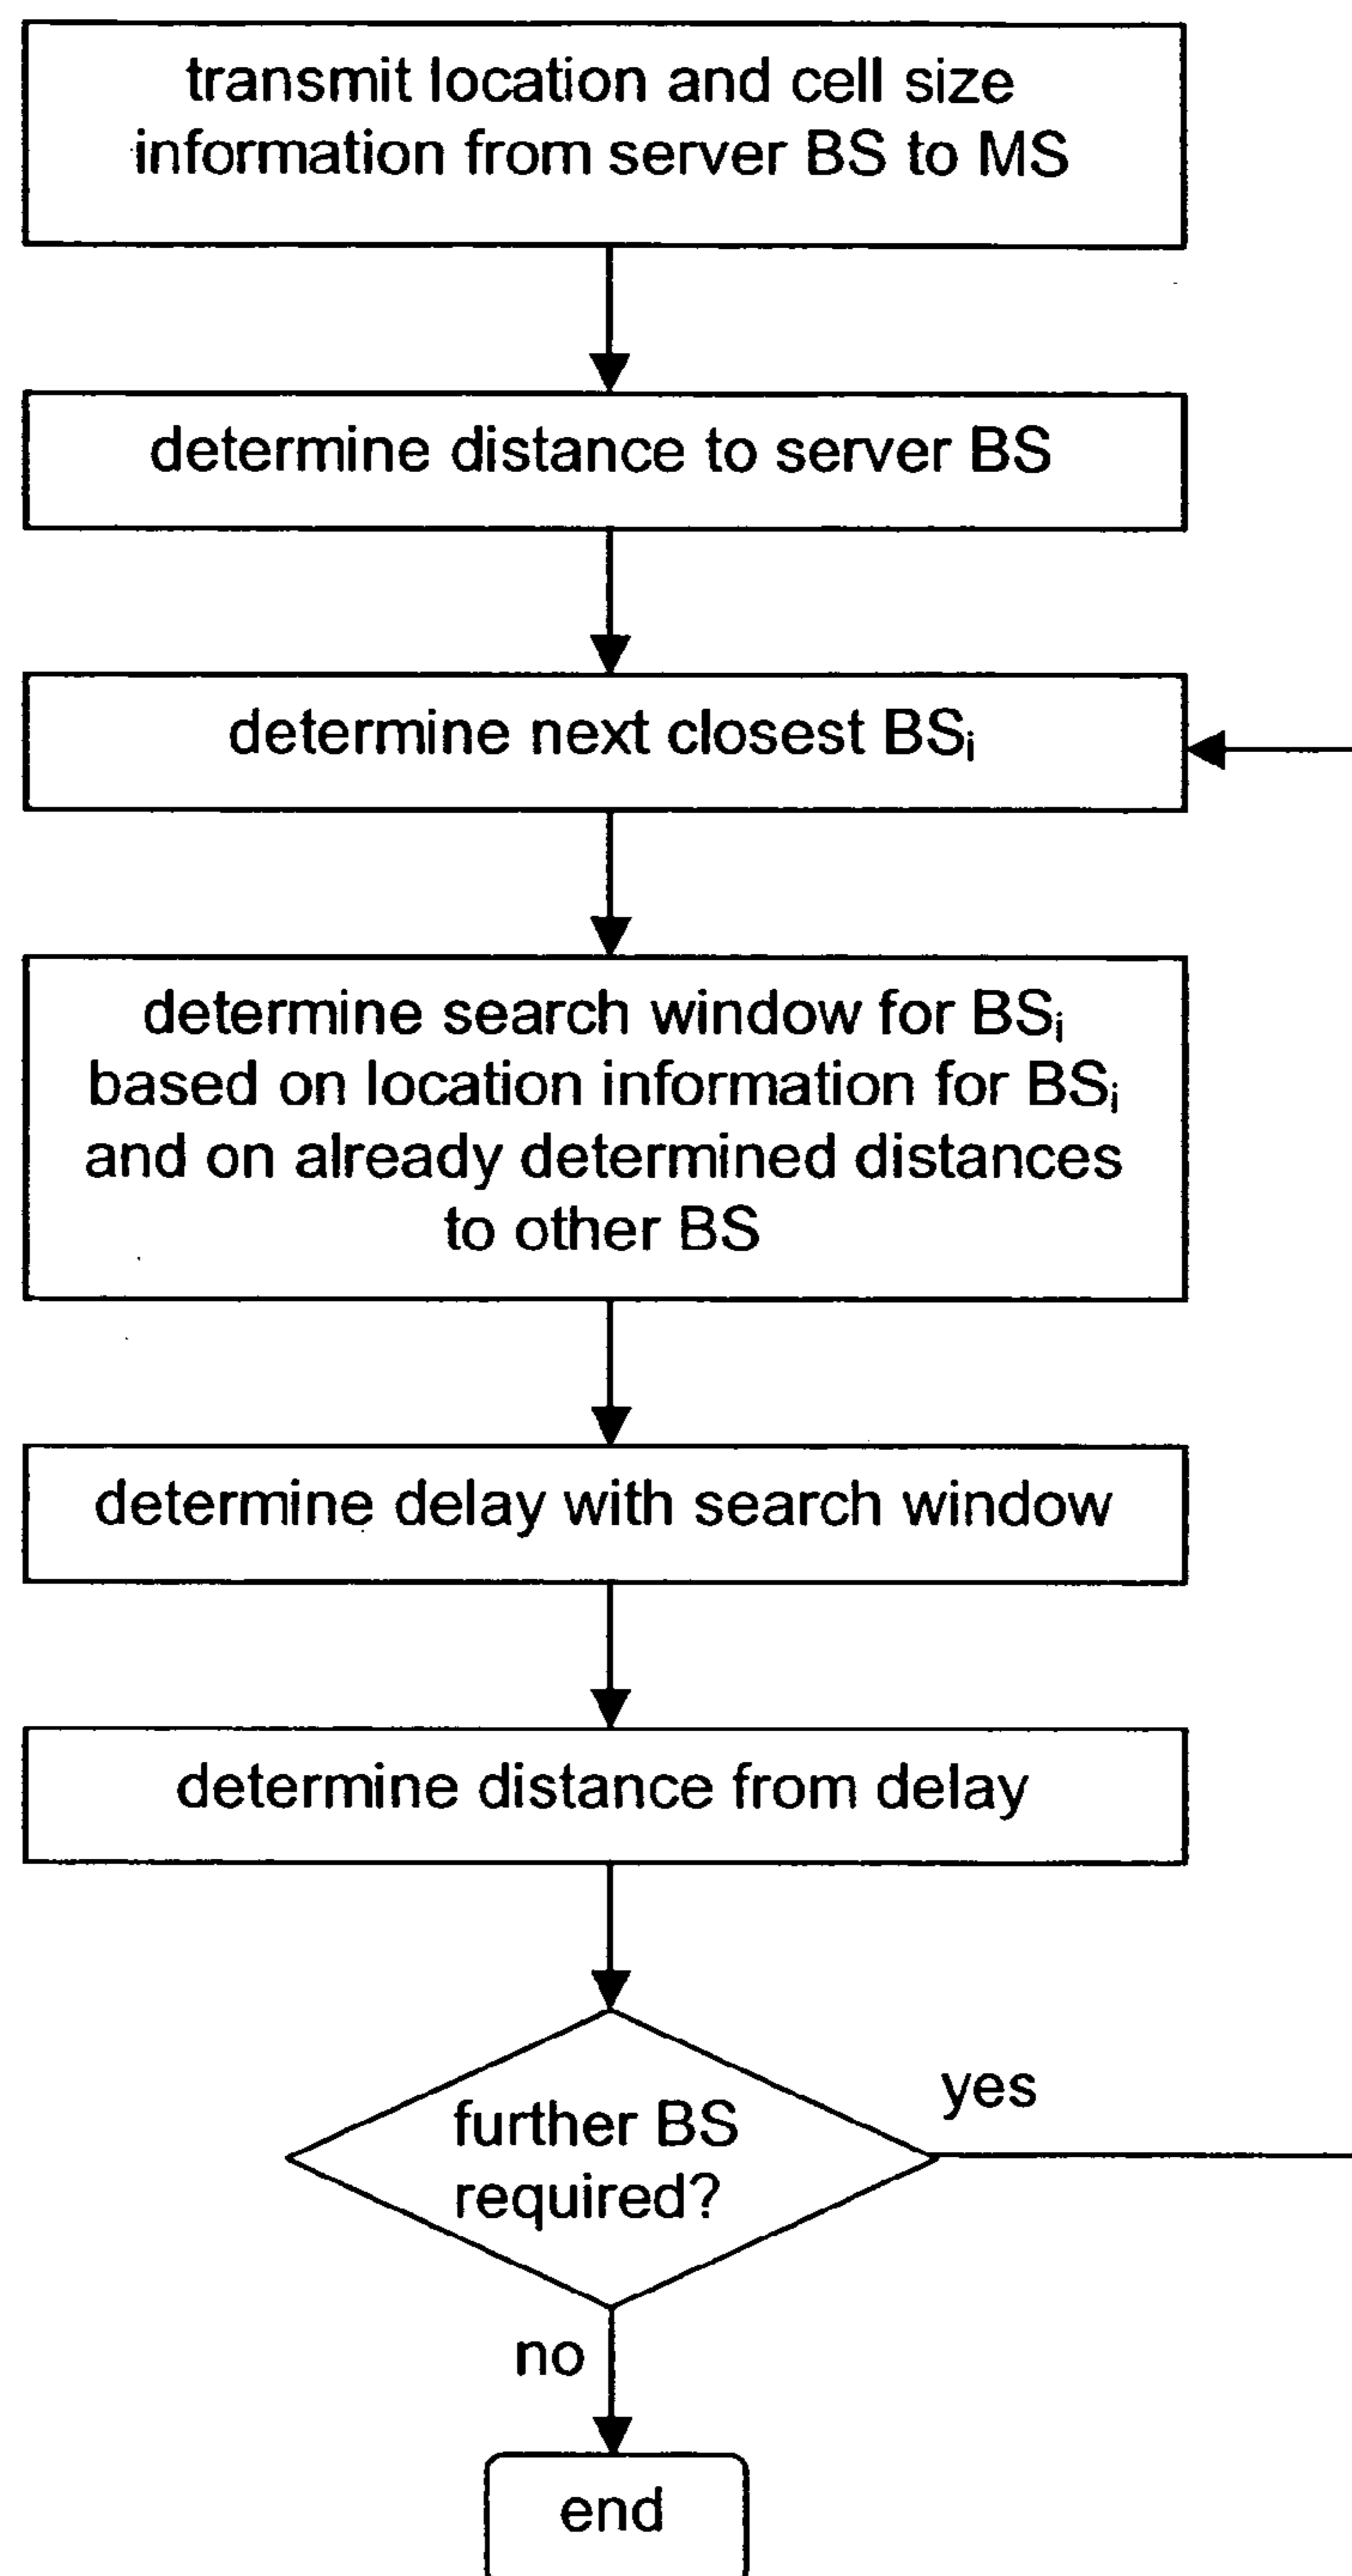 transmit location and cell size
information from server BS to MS
determine distance to server BS
determine next closest BSi
determine search window for BSi
based on location information for BSi
and on already determined distances
to other BS
determine delay with search window
determine distance from delay
further BS
required?
yes
no
end